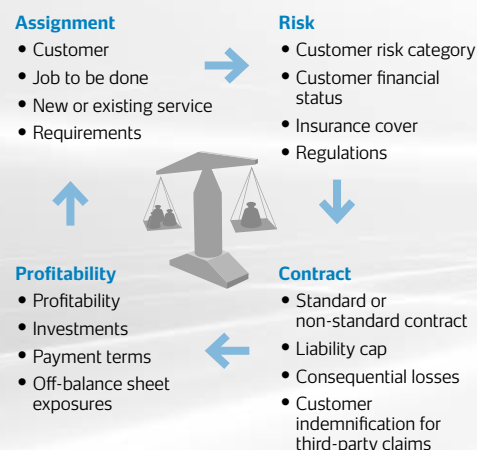 Assignment
• Customer
• Job to be done
• New or existing service
• Requirements
Risk
• Customer risk category
• Customer financial
status
• Insurance cover
• Regulations
Profitability
• Profitability
• Investments
• Payment terms
• Off-balance sheet
exposures
Contract
• Standard or
non-standard contract
• Liability cap
• Consequential losses
• Customer
indemnification for
third-party claims